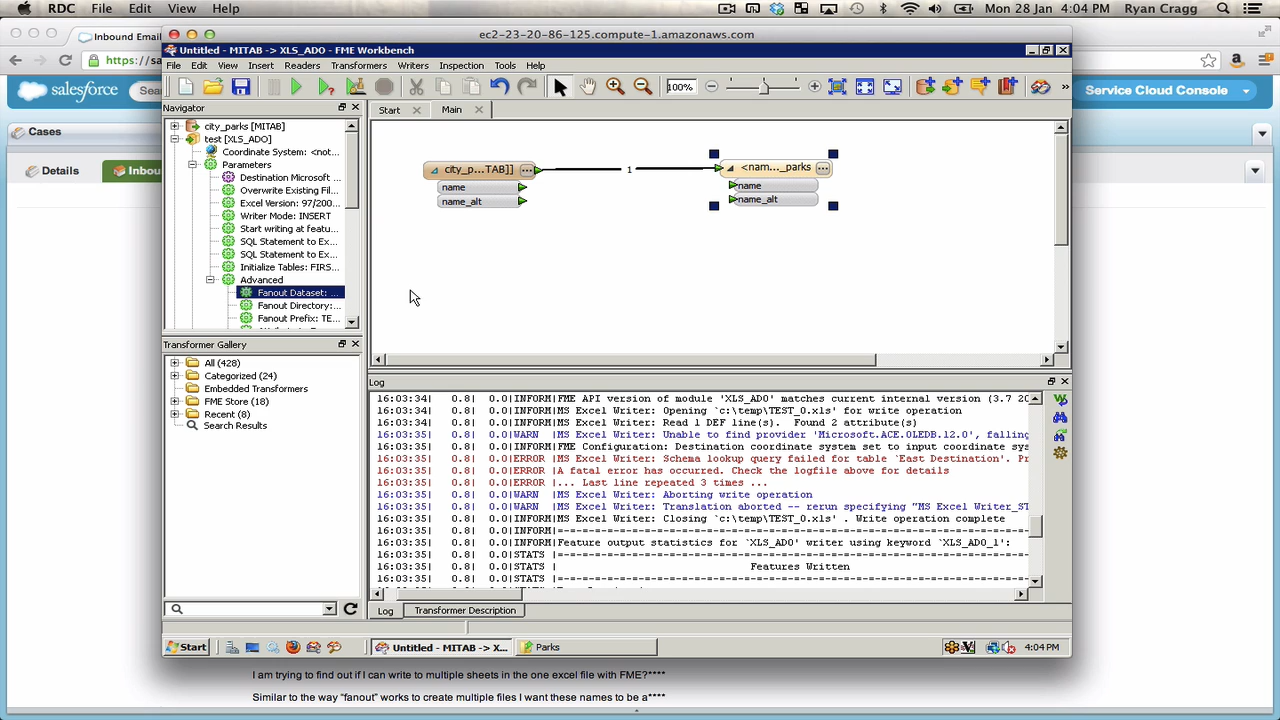 RDC File Edit View Help Mon 28 Jan 4:04 PM Ryan Cragg
Inbound Em
https://sa
ec2-23-20-86-125.compute-1.amazonaws.com
Untitled - MITAB -> XLS_ADO - FME Workbench
File Edit View Insert Readers Transformers Writers Inspection Tools Help
100%
salesforce
Sea
Service Cloud Console
Cases
Details
Inbou
Navigator
city_parks [MITAB]
test [XLS_ADO]
Coordinate System: <not...
Parameters
Destination Microsoft ...
Overwrite Existing Fil...
Excel Version: 97/200...
Writer Mode: INSERT
Start writing at featu...
SQL Statement to Ex...
SQL Statement to Ex...
Initialize Tables: FIRS...
Advanced
Fanout Dataset: ...
Fanout Directory:...
Fanout Prefix: TE...
Start
Main
city_p...TAB]]
name
name_alt
1
<nam..._parks
name
name_alt
Transformer Gallery
All (428)
Categorized (24)
Embedded Transformers
FME Store (18)
Recent (8)
Search Results
Log
16:03:34| 0.8| 0.0|INFORM|FME API version of module 'XLS_ADO' matches current internal version (3.7 20
16:03:34| 0.8| 0.0|INFORM|MS Excel Writer: Opening `c:\temp\TEST_0.xls' for write operation
16:03:34| 0.8| 0.0|INFORM|MS Excel Writer: Read 1 DEF line(s). Found 2 attribute(s)
16:03:34| 0.8| 0.0|WARN |MS Excel Writer: Unable to find provider 'Microsoft.ACE.OLEDB.12.0', falling
16:03:35| 0.8| 0.0|INFORM|FME Configuration: Destination coordinate system set to input coordinate sys
16:03:35| 0.8| 0.0|ERROR |MS Excel Writer: Schema lookup query failed for table `East Destination'. Pr
16:03:35| 0.8| 0.0|ERROR |A fatal error has occurred. Check the logfile above for details
16:03:35| 0.8| 0.0|ERROR |... Last line repeated 3 times ...
16:03:35| 0.8| 0.0|WARN |MS Excel Writer: Aborting write operation
16:03:35| 0.8| 0.0|WARN |MS Excel Writer: Translation aborted -- rerun specifying "MS Excel Writer_ST
16:03:35| 0.8| 0.0|INFORM|MS Excel Writer: Closing `c:\temp\TEST_0.xls' . Write operation complete
16:03:35| 0.8| 0.0|INFORM|=-=-=-=-=-=-=-=-=-=-=-=-=-=-=-=-=-=-=-=-=-=-=-=-=-=-=-=-=-=-=-=-=-=-=-=-=-=-
16:03:35| 0.8| 0.0|INFORM|Feature output statistics for `XLS_ADO' writer using keyword `XLS_ADO_1':
16:03:35| 0.8| 0.0|STATS |=-=-=-=-=-=-=-=-=-=-=-=-=-=-=-=-=-=-=-=-=-=-=-=-=-=-=-=-=-=-=-=-=-=-=-=-=-=-
16:03:35| 0.8| 0.0|STATS | Features Written
16:03:35| 0.8| 0.0|STATS |=-=-=-=-=-=-=-=-=-=-=-=-=-=-=-=-=-=-=-=-=-=-=-=-=-=-=-=-=-=-=-=-=-=-=-=-=-=-
Log
Transformer Description
Start
Untitled - MITAB -> X...
Parks
4:04 PM
I am trying to find out if I can write to multiple sheets in the one excel file with FME?****
Similar to the way "fanout" works to create multiple files I want these names to be a****